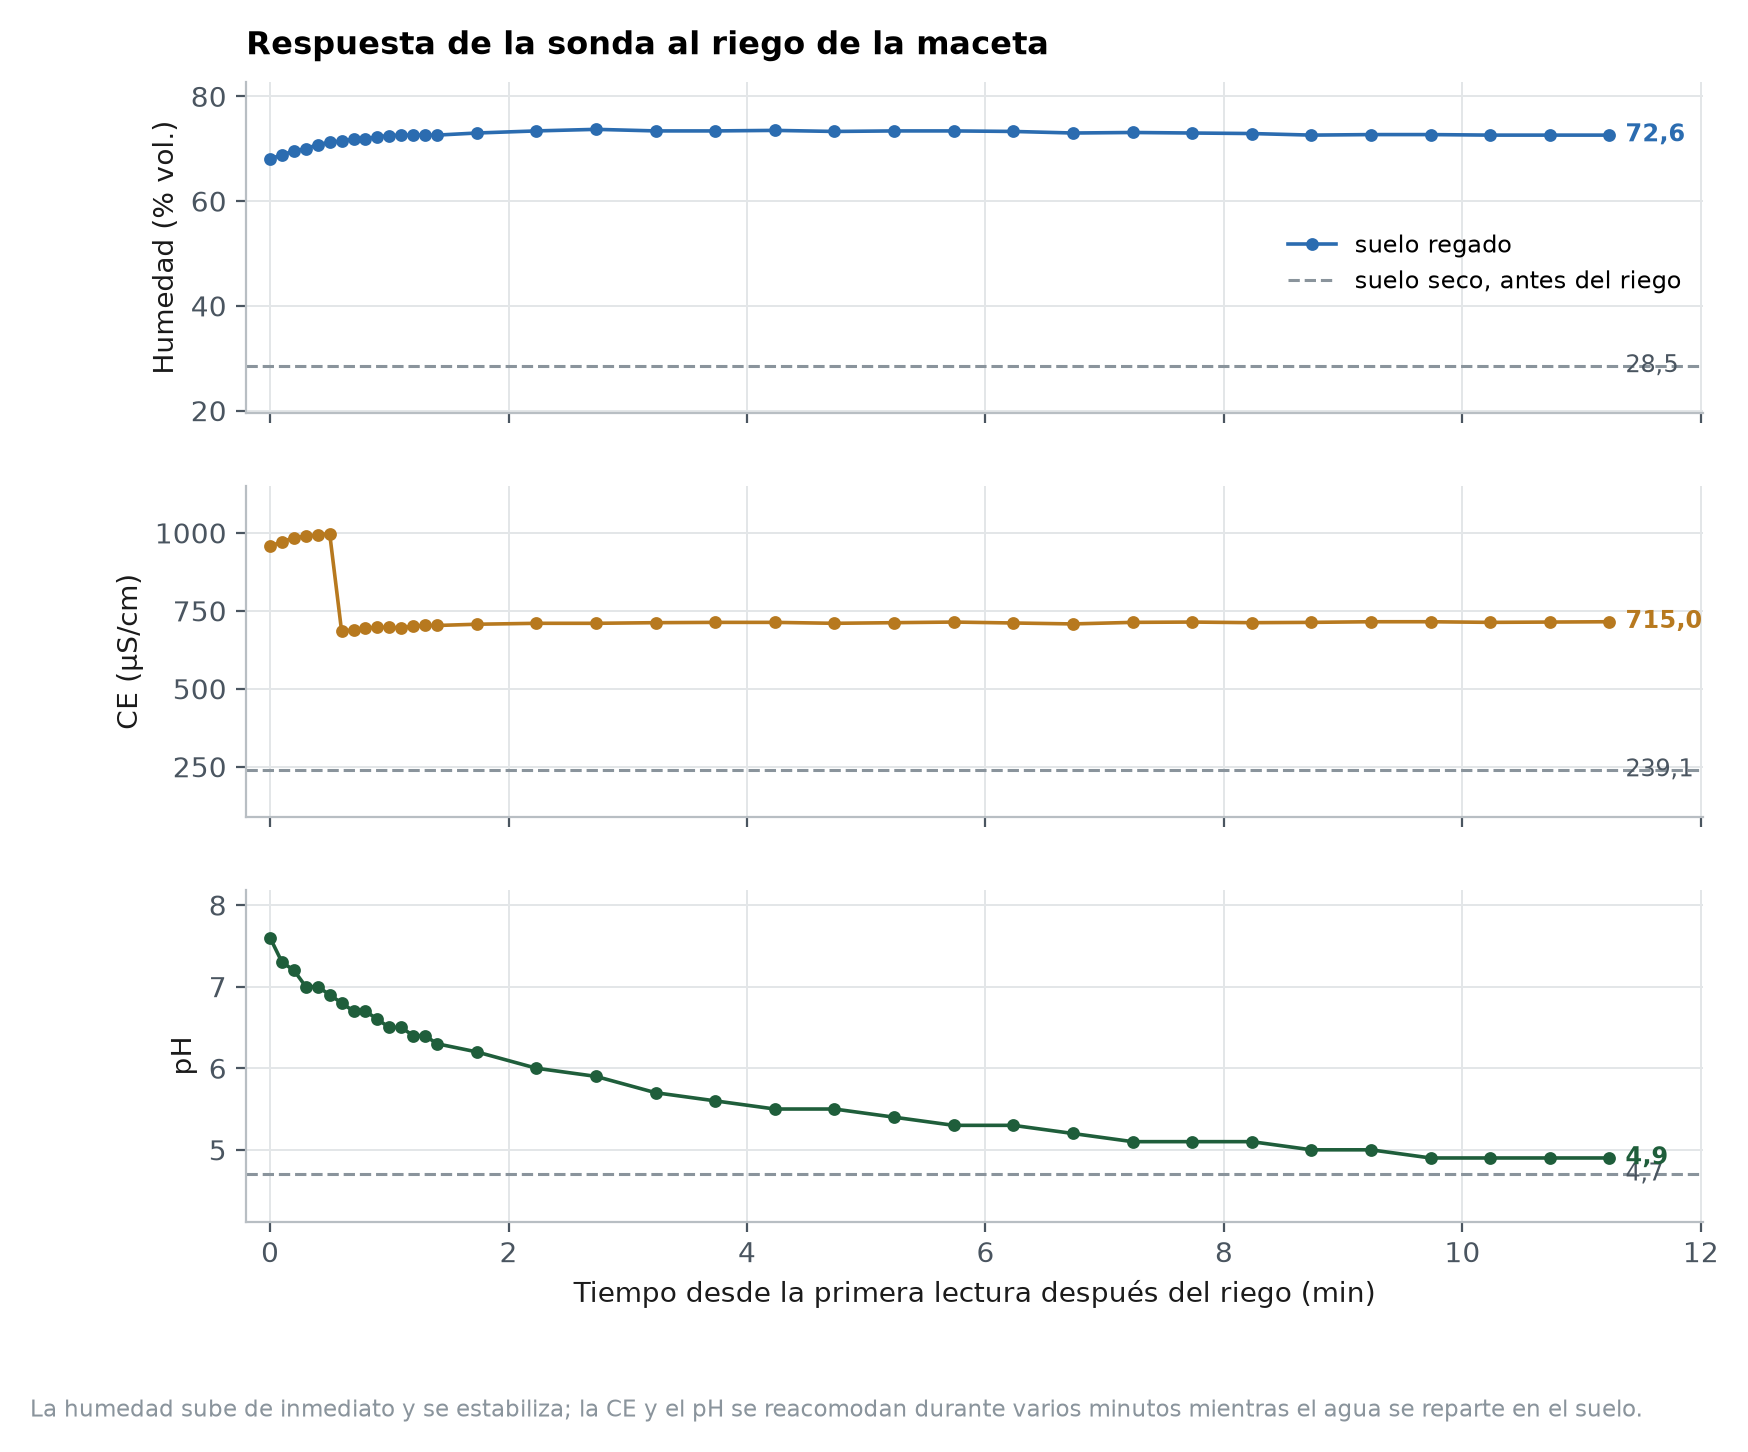 Respuesta de la sonda al riego de la maceta
80
60
40
20
Humedad (% vol.)
72,6
suelo regado
suelo seco, antes del riego
28,5
1000
750
500
250
CE (µS/cm)
715,0
239,1
8
7
6
5
pH
4,9
4,7
0 2 4 6 8 10 12
Tiempo desde la primera lectura después del riego (min)
La humedad sube de inmediato y se estabiliza; la CE y el pH se reacomodan durante varios minutos mientras el agua se reparte en el suelo.